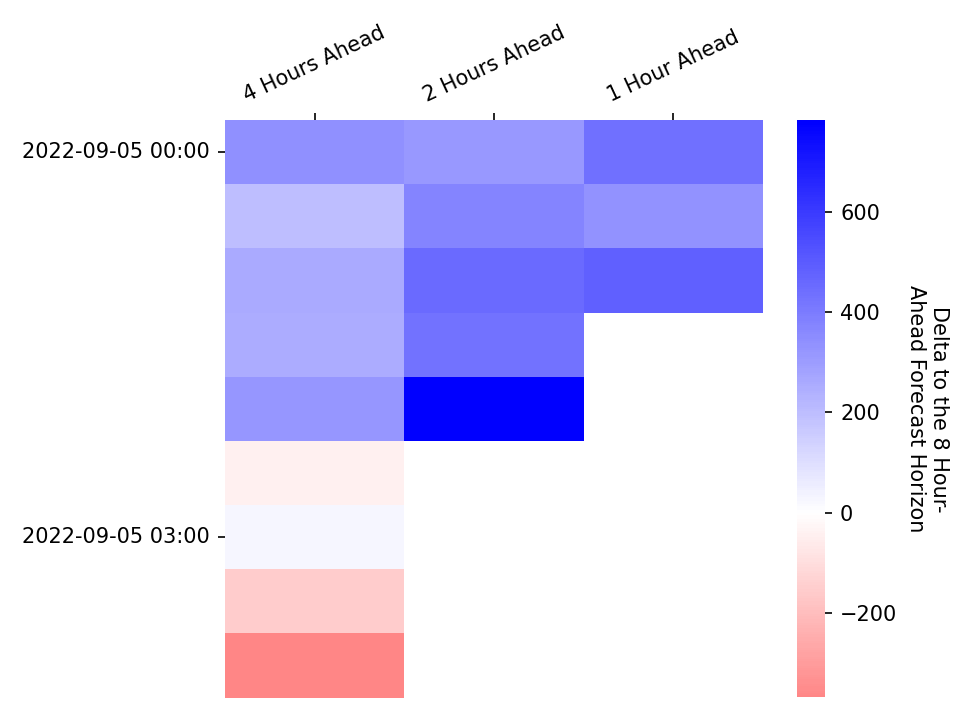 4 Hours Ahead
2 Hours Ahead
1 Hour Ahead
2022-09-05 00:00
2022-09-05 03:00
600
400
200
0
−200
Delta to the 8 Hour-
Ahead Forecast Horizon